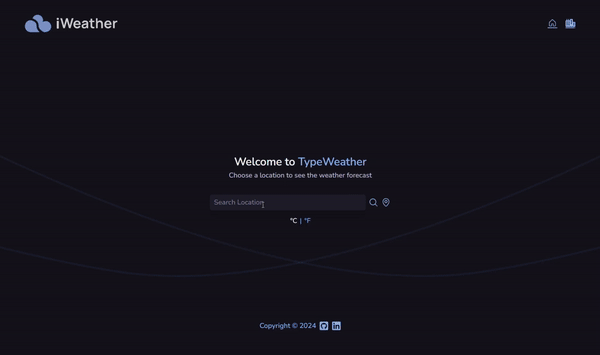 iWeather
Welcome to TypeWeather
Choose a location to see the weather forecast
Search Location
°C | °F
Copyright © 2024